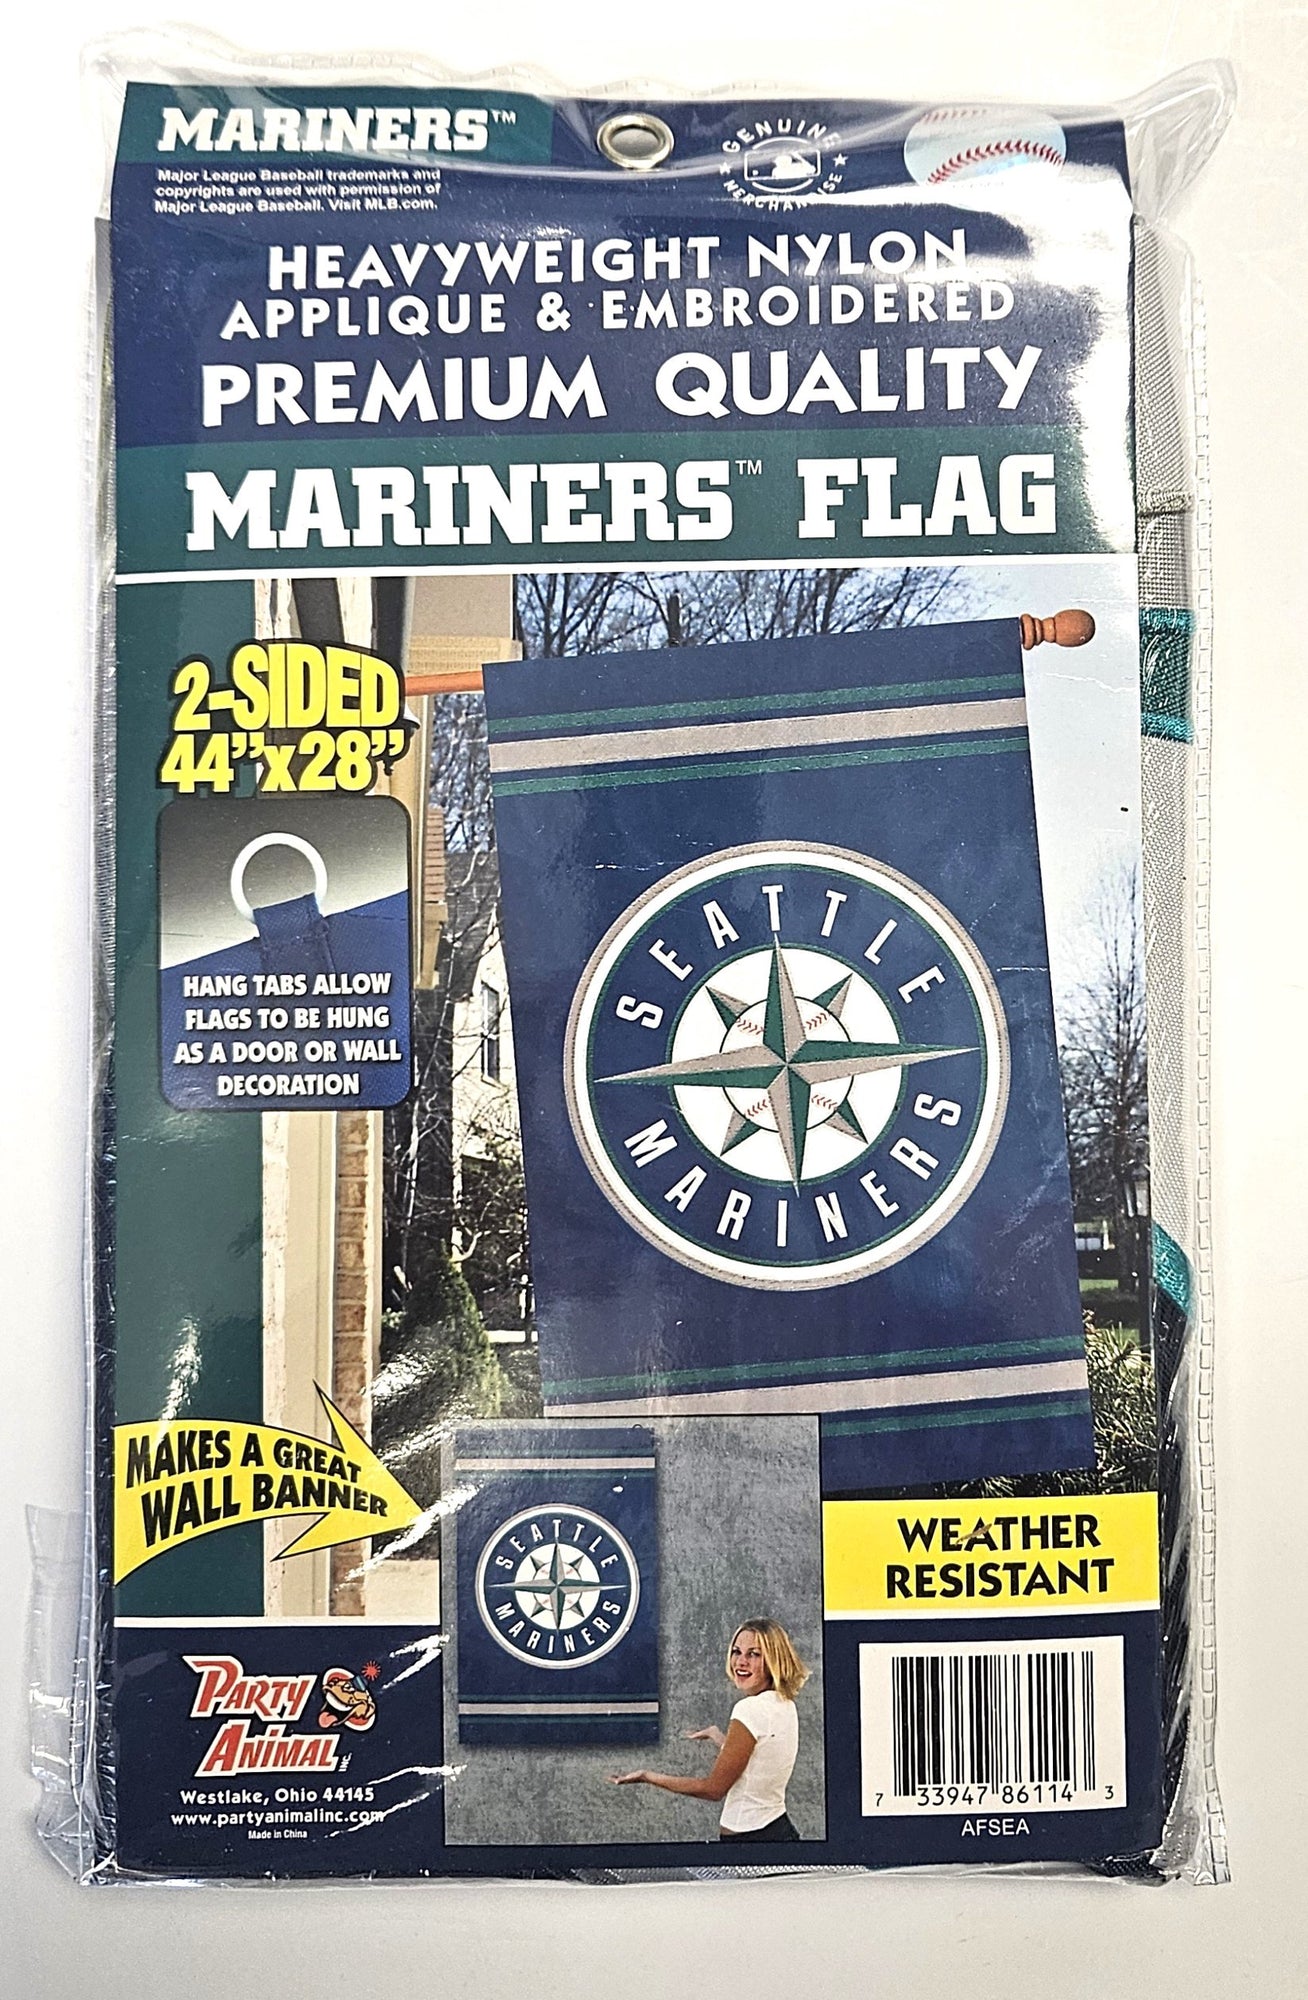 MARINERS™
Major League Baseball trademarks and
copyrights are used with permission of
Major League Baseball. Visit MLB.com.
GENUINE
MERCHANDISE
HEAVYWEIGHT NYLON
APPLIQUE & EMBROIDERED
PREMIUM QUALITY
MARINERS™ FLAG
2-SIDED
44"x28"
HANG TABS ALLOW
FLAGS TO BE HUNG
AS A DOOR OR WALL
DECORATION
SEATTLE
MARINERS
MAKES A GREAT
WALL BANNER
SEATTLE
MARINERS
WEATHER
RESISTANT
PARTY
ANIMAL INC.
Westlake, Ohio 44145
www.partyanimalinc.com
Made in China
7 33947 86114 3
AFSEA